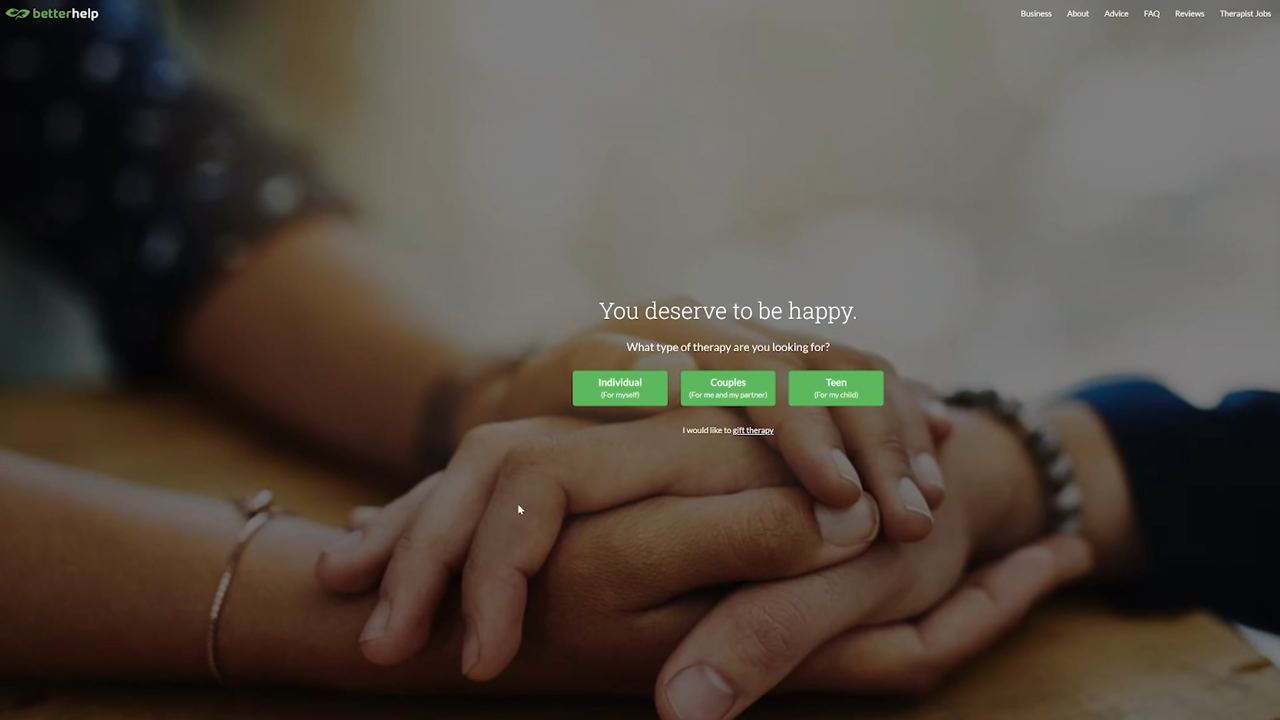 betterhelp
Business About Advice FAQ Reviews Therapist Jobs
You deserve to be happy.
What type of therapy are you looking for?
Individual Couples Teen
(For myself) (For me and my partner) (For my child)
I would like to gift therapy